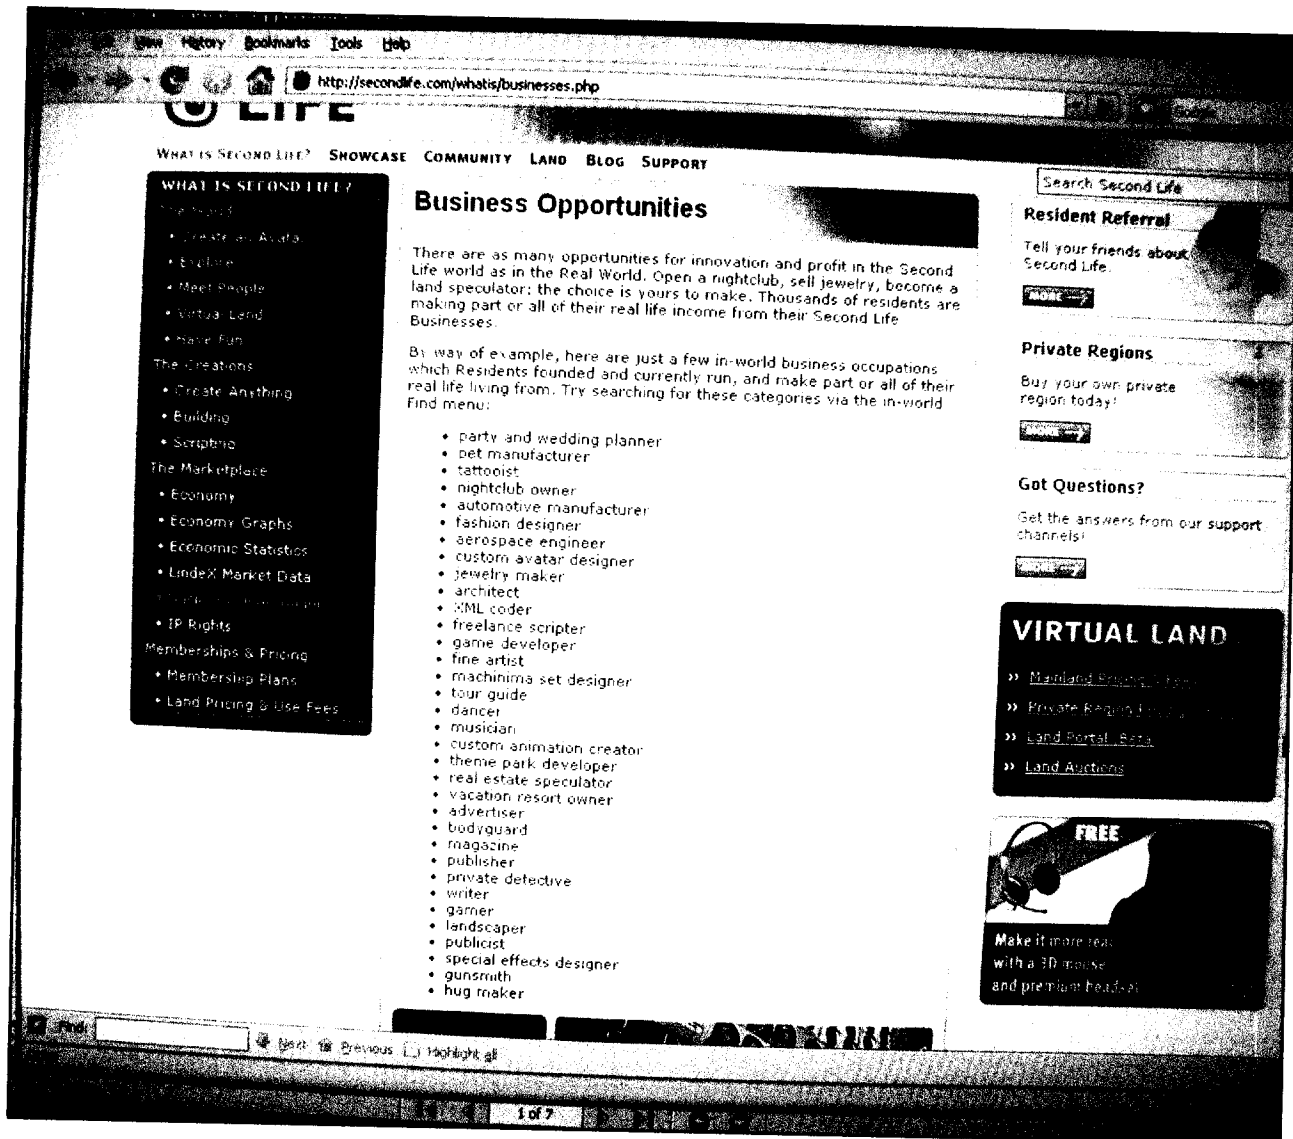 View History Bookmarks Tools Help
http://secondlife.com/whatis/businesses.php
LIFE
WHAT IS SECOND LIFE? SHOWCASE COMMUNITY LAND BLOG SUPPORT
Search Second Life
WHAT IS SECOND LIFE?
The World
• Create an Avatar
• Explore
• Meet People
• Virtual Land
• Have Fun
The Creations
• Create Anything
• Building
• Scripting
The Marketplace
• Economy
• Economy Graphs
• Economic Statistics
• LindeX Market Data
• IP Rights
Memberships & Pricing
• Membership Plans
• Land Pricing & Use Fees
Business Opportunities
There are as many opportunities for innovation and profit in the Second
Life world as in the Real World. Open a nightclub, sell jewelry, become a
land speculator; the choice is yours to make. Thousands of residents are
making part or all of their real life income from their Second Life
Businesses.
By way of example, here are just a few in-world business occupations
which Residents founded and currently run, and make part or all of their
real life living from. Try searching for these categories via the in-world
Find menu:
• party and wedding planner
• pet manufacturer
• tattooist
• nightclub owner
• automotive manufacturer
• fashion designer
• aerospace engineer
• custom avatar designer
• jewelry maker
• architect
• XML coder
• freelance scripter
• game developer
• fine artist
• machinima set designer
• tour guide
• dancer
• musician
• custom animation creator
• theme park developer
• real estate speculator
• vacation resort owner
• advertiser
• bodyguard
• magazine
• publisher
• private detective
• writer
• gamer
• landscaper
• publicist
• special effects designer
• gunsmith
• hug maker
Resident Referral
Tell your friends about
Second Life.
MORE
Private Regions
Buy your own private
region today!
MORE
Got Questions?
Get the answers from our support
channels!
MORE
VIRTUAL LAND
>> Mainland Pricing
>> Private Region
>> Land Portal Beta
>> Land Auctions
FREE
Make it more real
with a 3D mouse
and premium headset
Find: Next Previous Highlight all
1 of 7